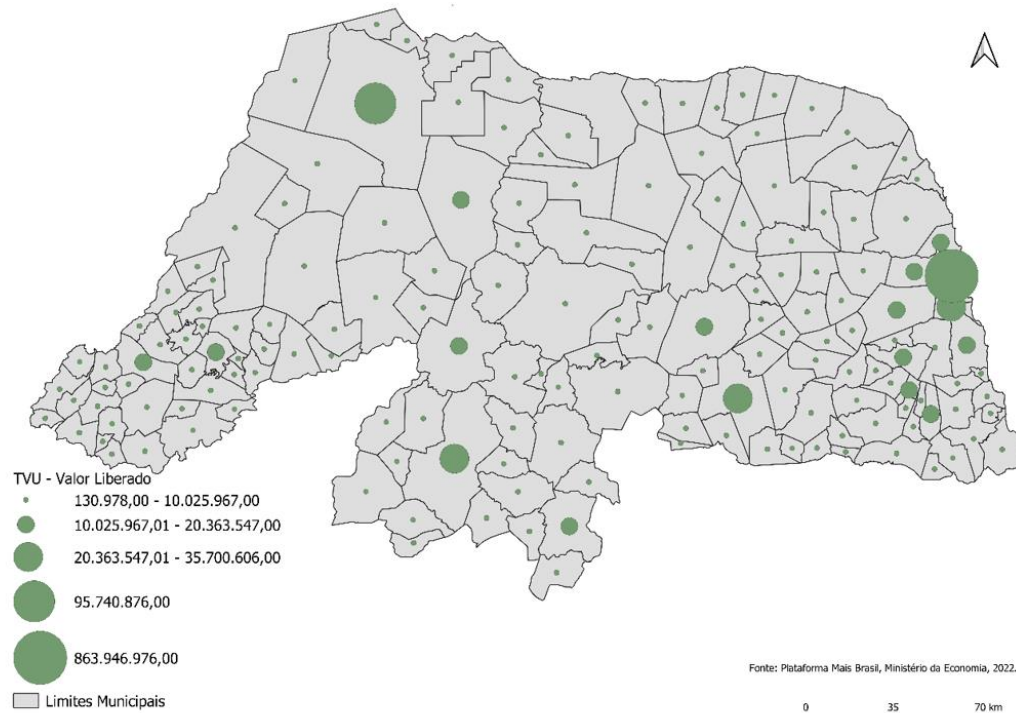 TVU - Valor Liberado
130.978,00 - 10.025.967,00
10.025.967,01 - 20.363.547,00
20.363.547,01 - 35.700.606,00
95.740.876,00
863.946.976,00
Limites Municipais
Fonte: Plataforma Mais Brasil, Ministério da Economia, 2022.
0 35 70 km